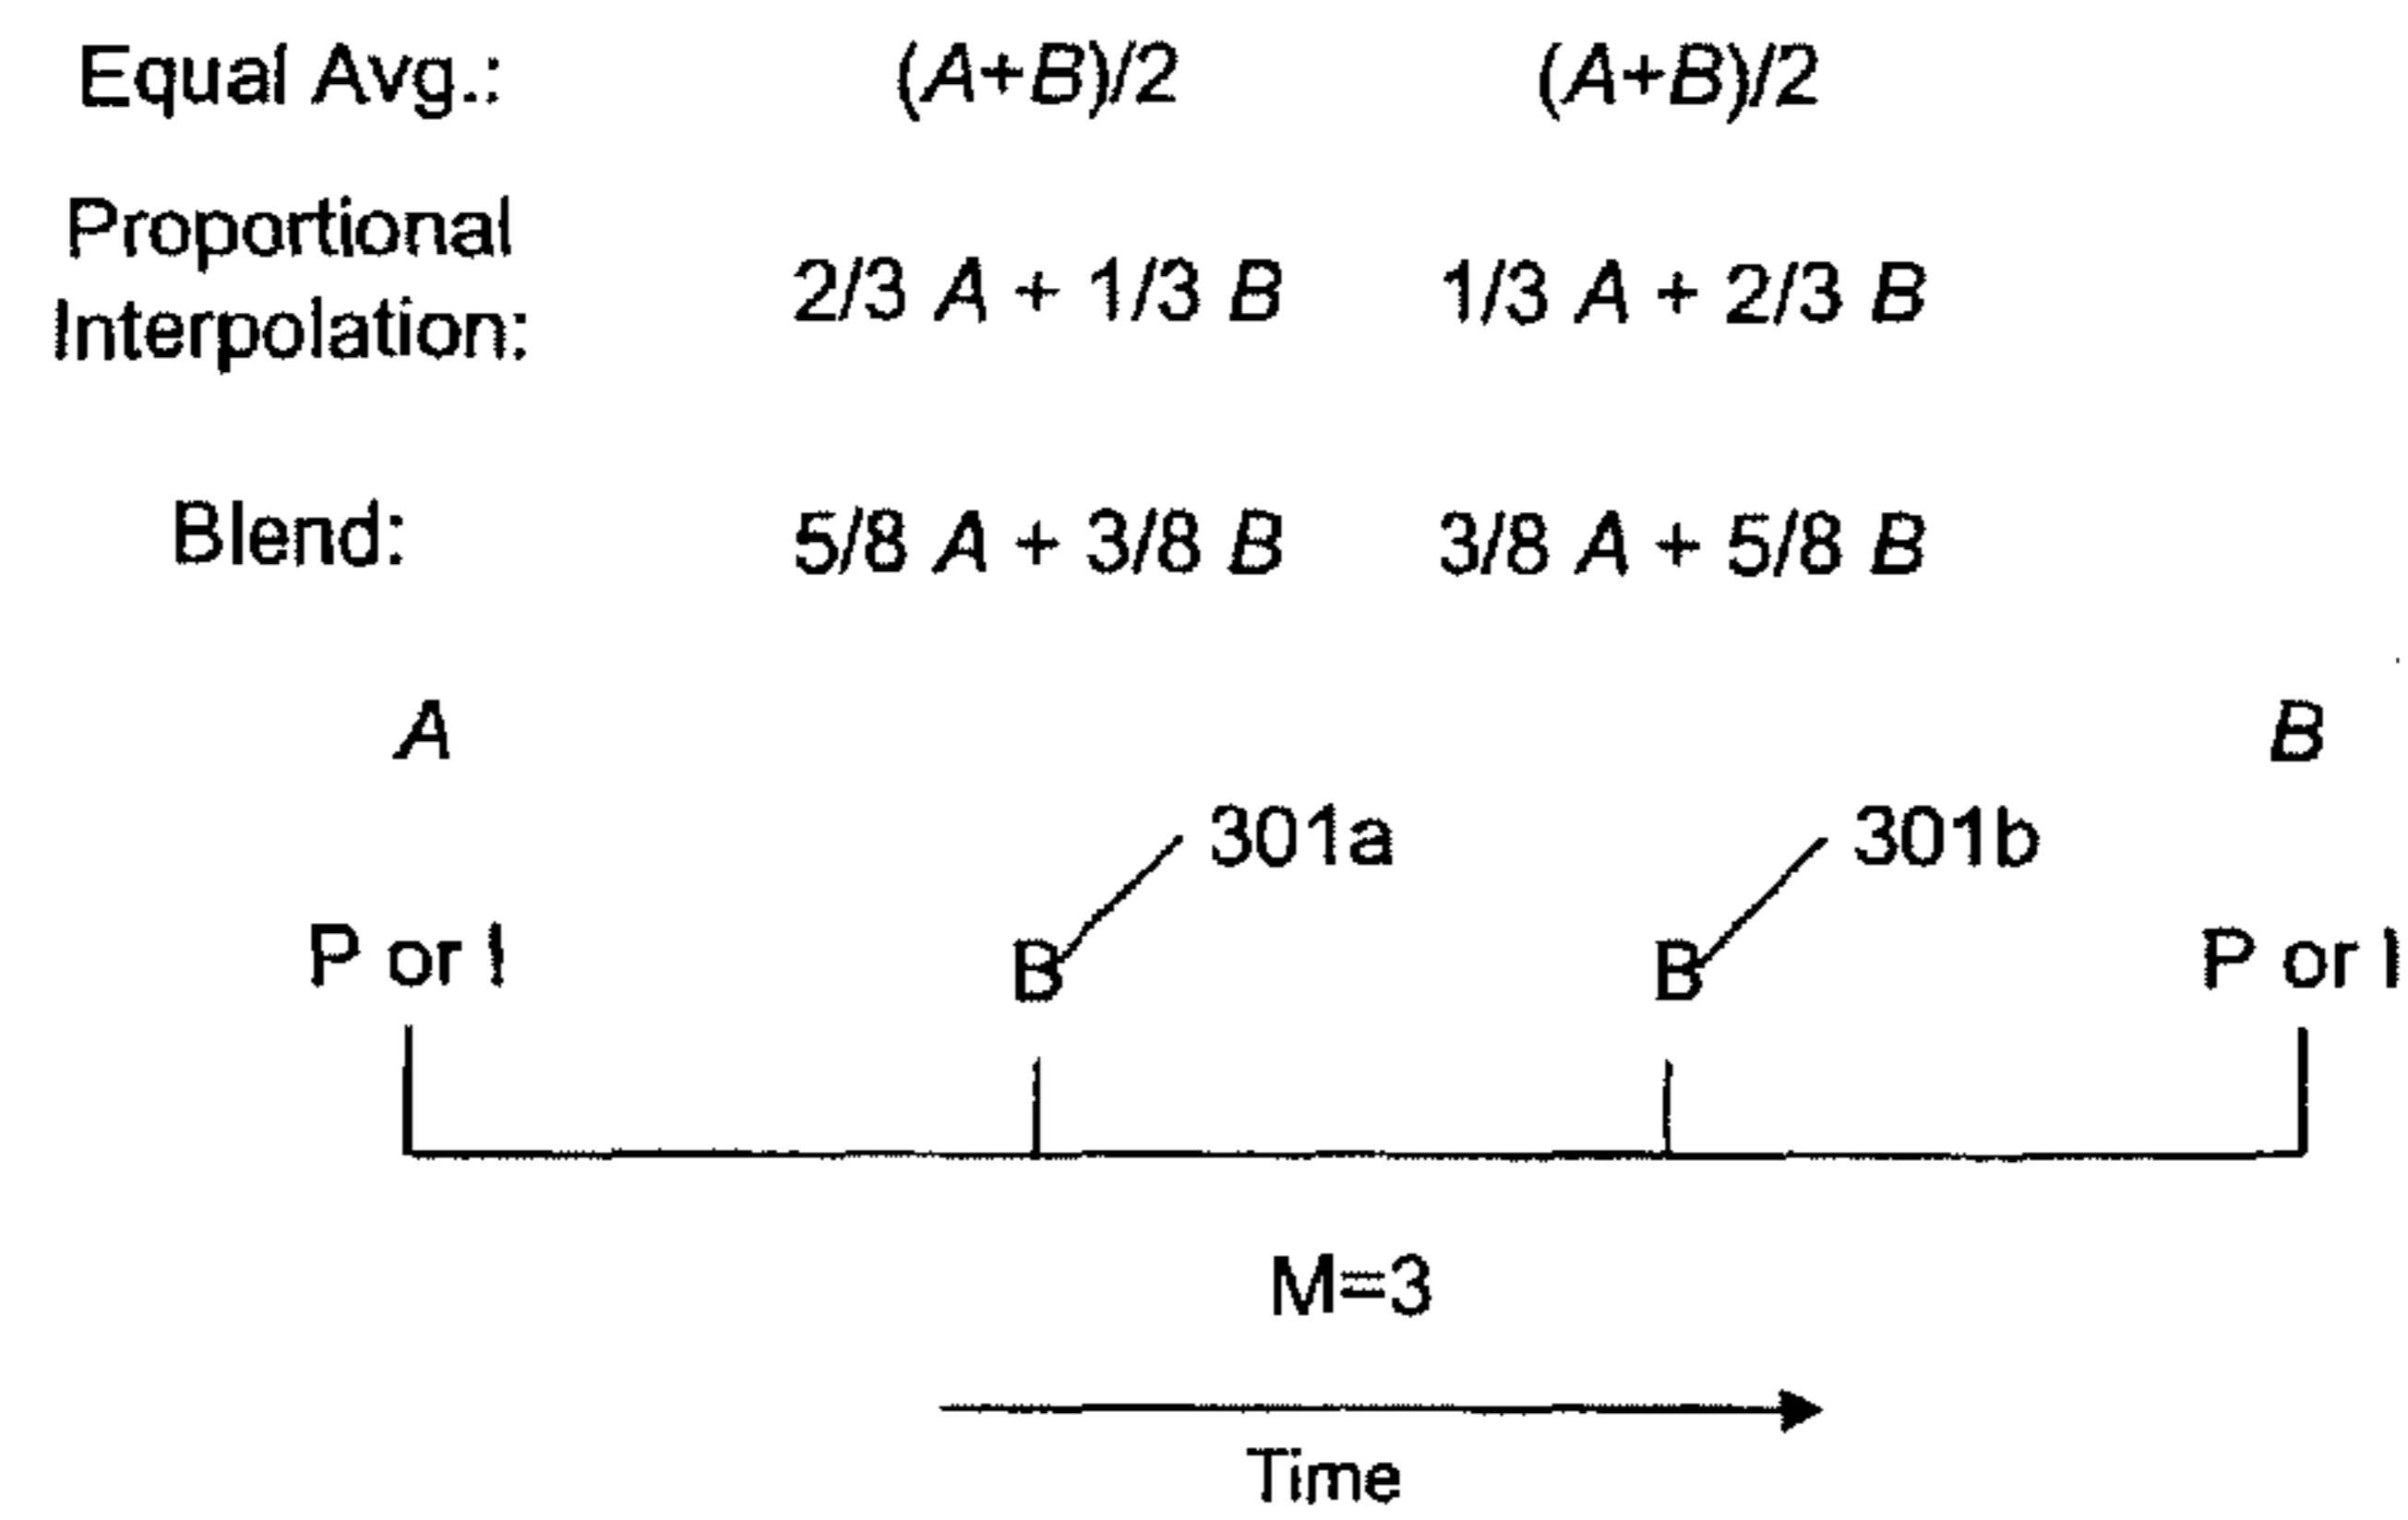 Equal Avg.: (A+B)/2 (A+B)/2
Proportional
Interpolation: 2/3 A + 1/3 B 1/3 A + 2/3 B
Blend: 5/8 A + 3/8 B 3/8 A + 5/8 B
A B
301a 301b
P or I B B P or I
M=3
Time